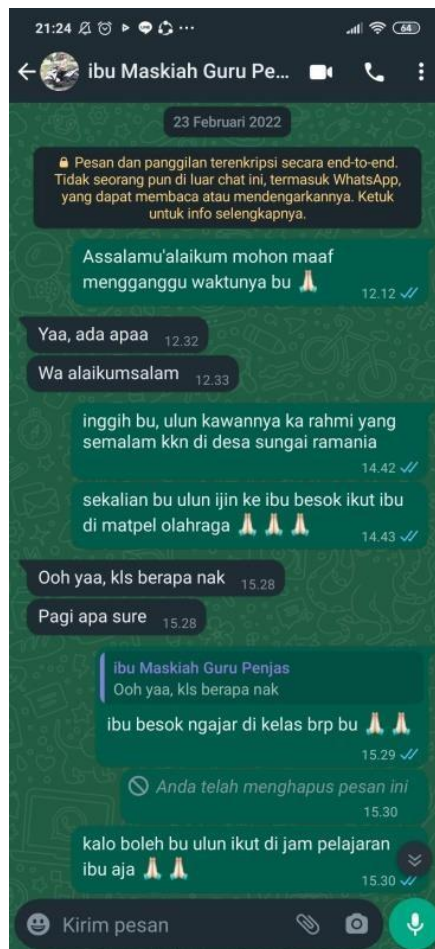 21:24
64
ibu Maskiah Guru Pe...
23 Februari 2022
Pesan dan panggilan terenkripsi secara end-to-end.
Tidak seorang pun di luar chat ini, termasuk WhatsApp,
yang dapat membaca atau mendengarkannya. Ketuk
untuk info selengkapnya.
Assalamu'alaikum mohon maaf
mengganggu waktunya bu 🙏🏻
12.12
Yaa, ada apaa 12.32
Wa alaikumsalam 12.33
inggih bu, ulun kawannya ka rahmi yang
semalam kkn di desa sungai ramania
14.42
sekalian bu ulun ijin ke ibu besok ikut ibu
di matpel olahraga 🙏🏻 🙏🏻 🙏🏻
14.43
Ooh yaa, kls berapa nak 15.28
Pagi apa sure 15.28
ibu Maskiah Guru Penjas
Ooh yaa, kls berapa nak
ibu besok ngajar di kelas brp bu 🙏🏻 🙏🏻
15.29
Anda telah menghapus pesan ini
15.30
kalo boleh bu ulun ikut di jam pelajaran
ibu aja 🙏🏻 🙏🏻
15.30
Kirim pesan